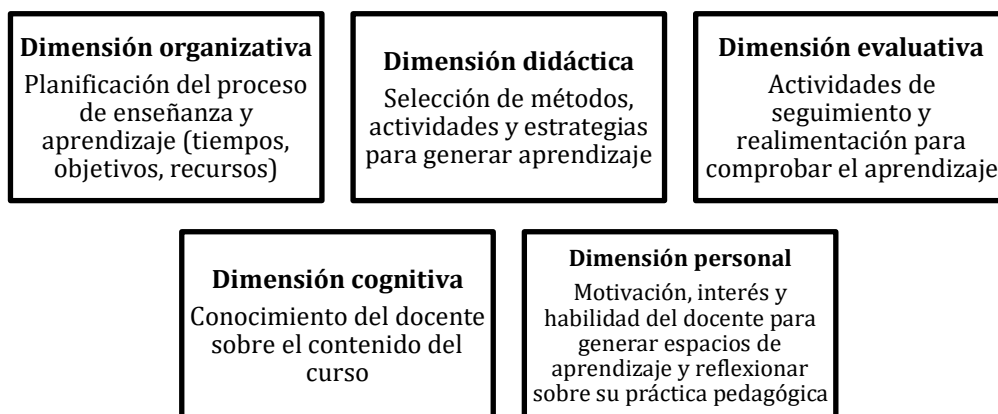 Dimensión organizativa
Planificación del proceso
de enseñanza y
aprendizaje (tiempos,
objetivos, recursos)
Dimensión didáctica
Selección de métodos,
actividades y estrategias
para generar aprendizaje
Dimensión evaluativa
Actividades de
seguimiento y
realimentación para
comprobar el aprendizaje
Dimensión cognitiva
Conocimiento del docente
sobre el contenido del
curso
Dimensión personal
Motivación, interés y
habilidad del docente para
generar espacios de
aprendizaje y reflexionar
sobre su práctica pedagógica